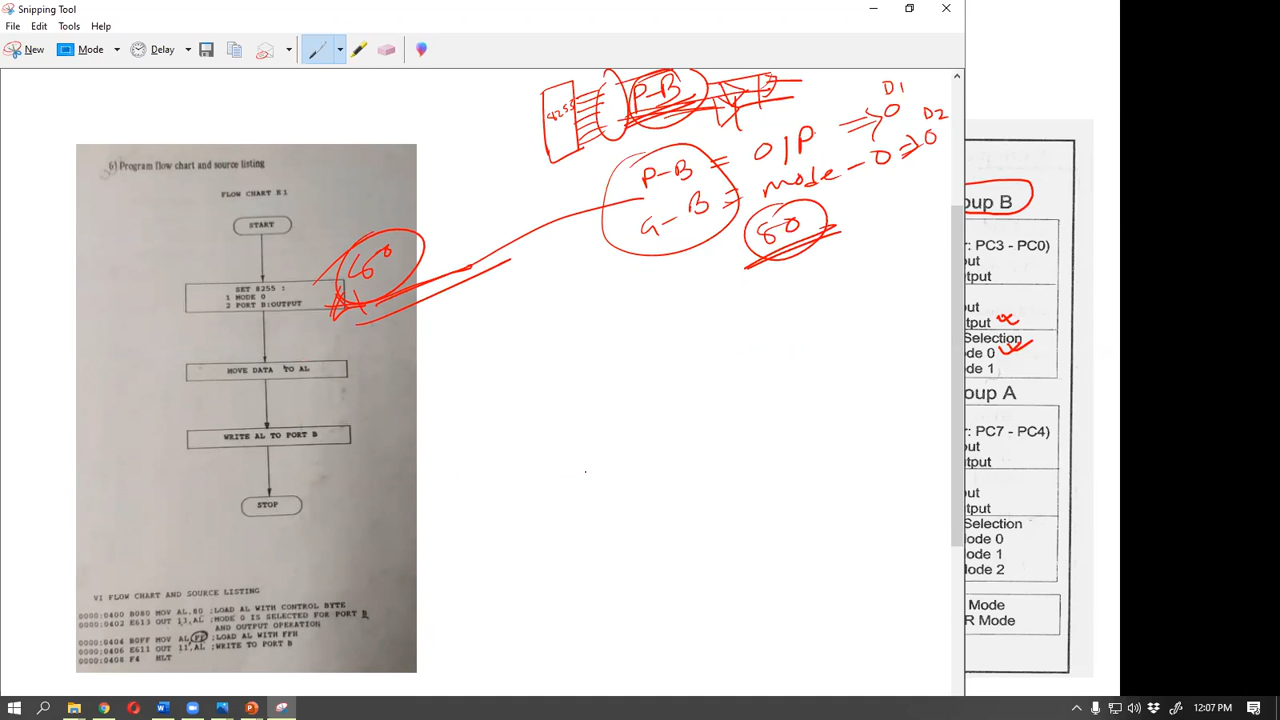 Snipping Tool
File Edit Tools Help
New Mode Delay
8255
P-B
D1
P-B = O/P ⇒ 0
D2
G-B = mode - 0 ⇒ 0
80
6) Program flow chart and source listing
FLOW CHART E1
START
SET 8255 :
1 MODE 0
2 PORT B:OUTPUT
MOVE DATA TO AL
WRITE AL TO PORT B
STOP
VI FLOW CHART AND SOURCE LISTING
0000:0400 B080 MOV AL,80 ;LOAD AL WITH CONTROL BYTE
0000:0402 E613 OUT 13,AL ;MODE 0 IS SELECTED FOR PORT B
AND OUTPUT OPERATION
0000:0404 B0FF MOV AL,FF ;LOAD AL WITH FFH
0000:0406 E611 OUT 11,AL ;WRITE TO PORT B
0000:0408 F4 HLT
oup B
r: PC3 - PC0)
ut
tput
ut
tput
Selection
ode 0
ode 1
oup A
r: PC7 - PC4)
ut
tput
ut
tput
Selection
ode 0
ode 1
ode 2
Mode
R Mode
12:07 PM